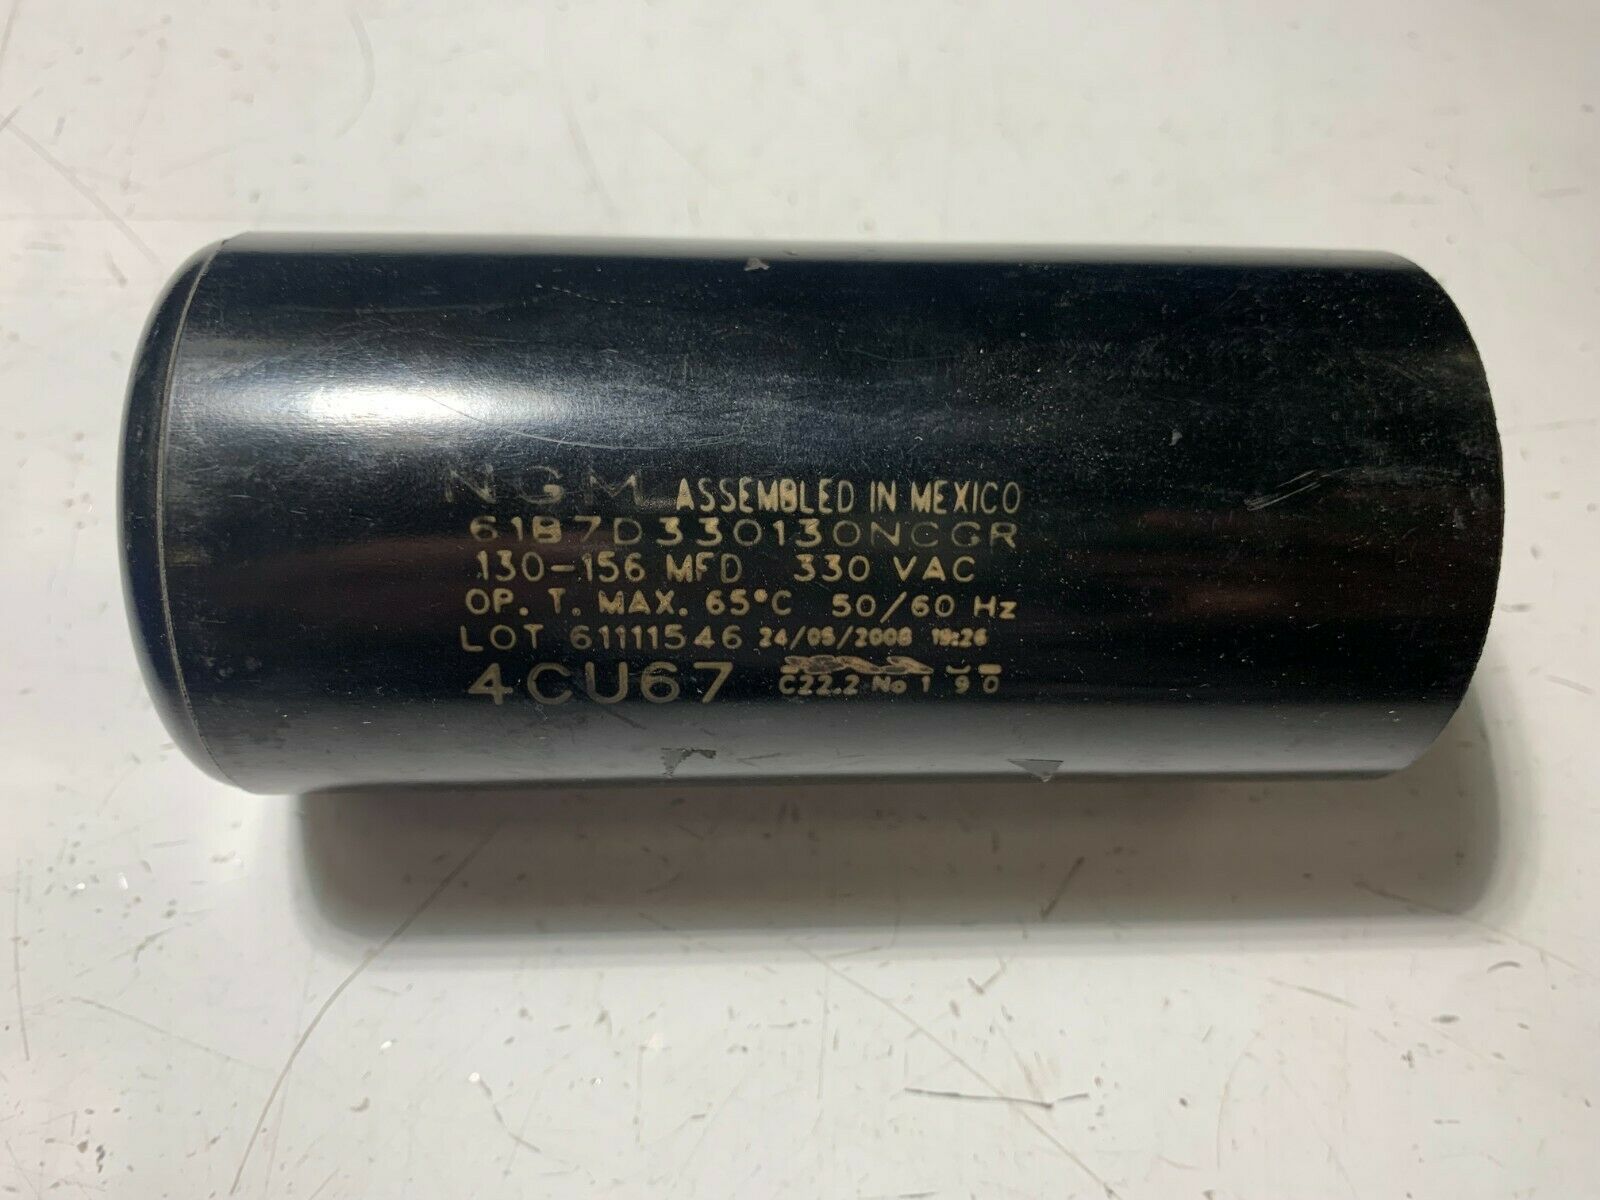 NGM ASSEMBLED IN MEXICO
61B7D330130NCGR
130-156 MFD 330 VAC
OP. T. MAX. 65°C 50/60 Hz
LOT 61111546 24/05/2008 19:26
4CU67 C22.2 No 190